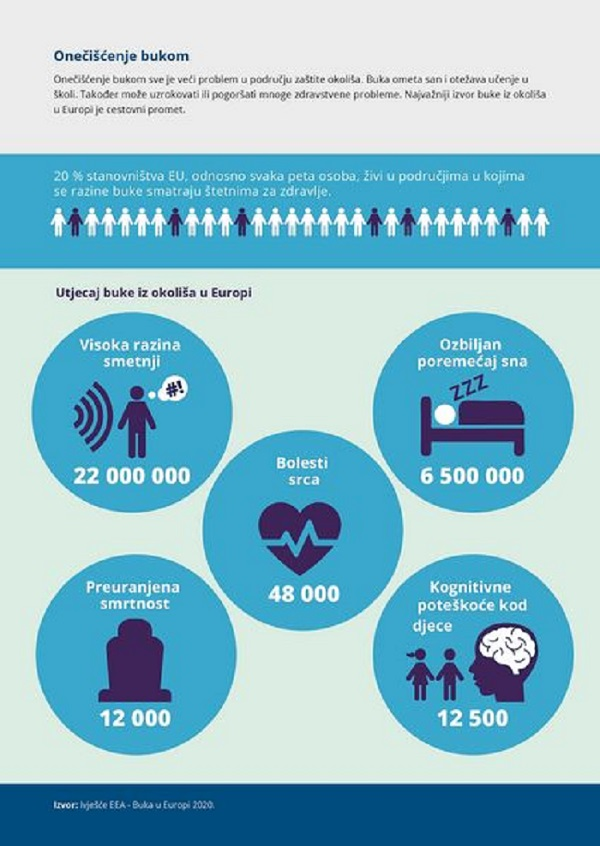 Onečišćenje bukom
Onečišćenje bukom sve je veći problem u području zaštite okoliša. Buka ometa san i otežava učenje u
školi. Također može uzrokovati ili pogoršati mnoge zdravstvene probleme. Najvažniji izvor buke iz okoliša
u Europi je cestovni promet.
20 % stanovništva EU, odnosno svaka peta osoba, živi u područjima u kojima
se razine buke smatraju štetnima za zdravlje.
Utjecaj buke iz okoliša u Europi
Visoka razina
smetnji
#!
22 000 000
Ozbiljan
poremećaj sna
ZZZ
6 500 000
Bolesti
srca
48 000
Preuranjena
smrtnost
12 000
Kognitivne
poteškoće kod
djece
12 500
Izvor: Ivješće EEA - Buka u Europi 2020.